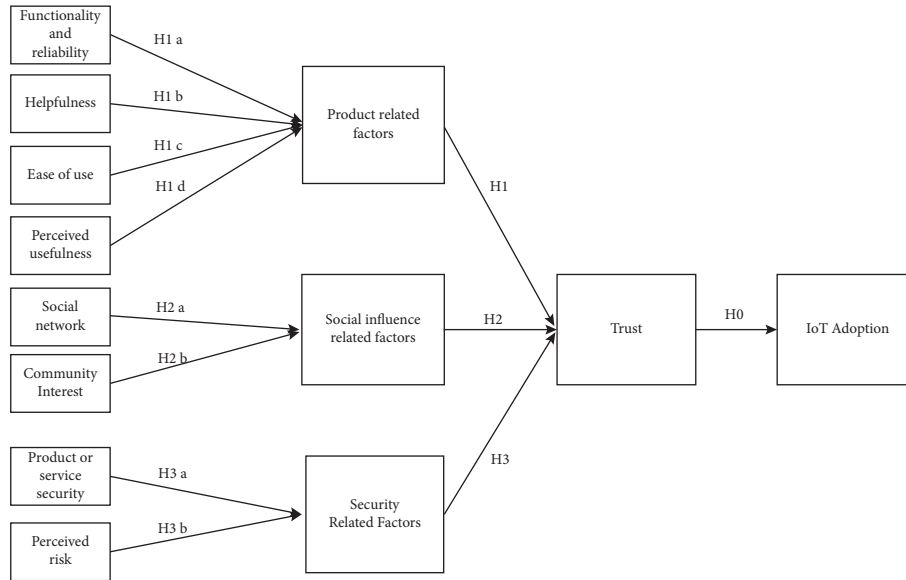 Functionality
and
reliability
H1 a
Helpfulness
H1 b
Ease of use
H1 c
Perceived
usefulness
H1 d
Product related
factors
H1
Social
network
H2 a
Community
Interest
H2 b
Social influence
related factors
H2
Trust
H0
IoT Adoption
Product or
service
security
H3 a
Perceived
risk
H3 b
Security
Related Factors
H3